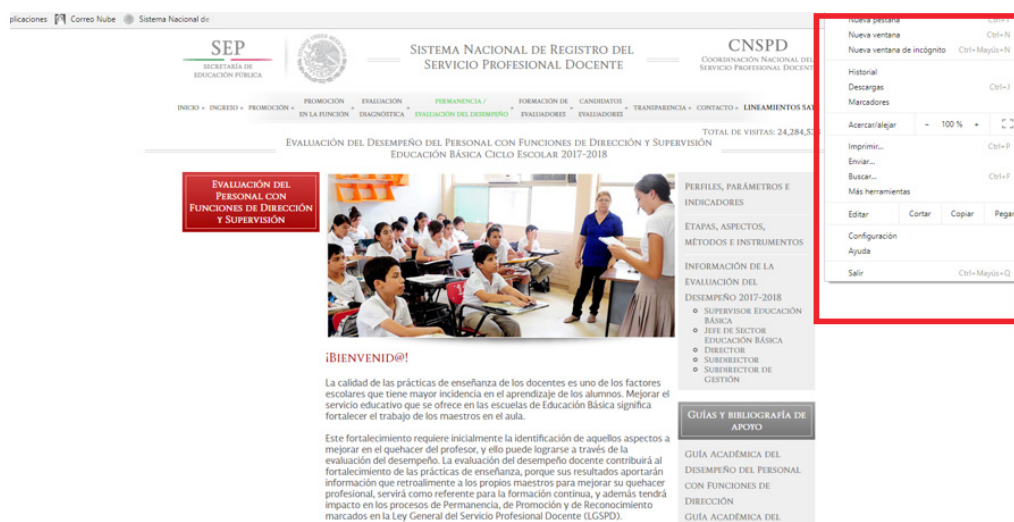 plicaciones Correo Nube Sistema Nacional de
SEP
SECRETARÍA DE
EDUCACIÓN PÚBLICA
SISTEMA NACIONAL DE REGISTRO DEL
SERVICIO PROFESIONAL DOCENTE
CNSPD
COORDINACIÓN NACIONAL DEL
SERVICIO PROFESIONAL DOCENTE
INICIO INGRESO PROMOCIÓN PROMOCIÓN EN LA FUNCIÓN EVALUACIÓN DIAGNÓSTICA PERMANENCIA / EVALUACIÓN DEL DESEMPEÑO FORMACIÓN DE EVALUADORES CANDIDATOS EVALUADORES TRANSPARENCIA CONTACTO LINEAMIENTOS
TOTAL DE VISITAS: 24,284,5
EVALUACIÓN DEL DESEMPEÑO DEL PERSONAL CON FUNCIONES DE DIRECCIÓN Y SUPERVISIÓN
EDUCACIÓN BÁSICA CICLO ESCOLAR 2017-2018
EVALUACIÓN DEL
PERSONAL CON
FUNCIONES DE DIRECCIÓN
Y SUPERVISIÓN
¡BIENVENID@!
La calidad de las prácticas de enseñanza de los docentes es uno de los factores
escolares que tiene mayor incidencia en el aprendizaje de los alumnos. Mejorar el
servicio educativo que se ofrece en las escuelas de Educación Básica significa
fortalecer el trabajo de los maestros en el aula.
Este fortalecimiento requiere inicialmente la identificación de aquellos aspectos a
mejorar en el quehacer del profesor, y ello puede lograrse a través de la
evaluación del desempeño. La evaluación del desempeño docente contribuirá al
fortalecimiento de las prácticas de enseñanza, porque sus resultados aportarán
información que retroalimente a los propios maestros para mejorar su quehacer
profesional, servirá como referente para la formación continua, y además tendrá
impacto en los procesos de Permanencia, de Promoción y de Reconocimiento
marcados en la Ley General del Servicio Profesional Docente (LGSPD).
PERFILES, PARÁMETROS E
INDICADORES
ETAPAS, ASPECTOS,
MÉTODOS E INSTRUMENTOS
INFORMACIÓN DE LA
EVALUACIÓN DEL
DESEMPEÑO 2017-2018
SUPERVISOR EDUCACIÓN
BÁSICA
JEFE DE SECTOR
EDUCACIÓN BÁSICA
DIRECTOR
SUBDIRECTOR
SUBDIRECTOR DE
GESTIÓN
GUÍAS Y BIBLIOGRAFÍA DE
APOYO
GUÍA ACADÉMICA DEL
DESEMPEÑO DEL PERSONAL
CON FUNCIONES DE
DIRECCIÓN
GUÍA ACADÉMICA DEL
Nueva pestaña Ctrl+T
Nueva ventana Ctrl+N
Nueva ventana de incógnito Ctrl+Mayús+N
Historial
Descargas Ctrl+J
Marcadores
Acercar/alejar - 100 % +
Imprimir... Ctrl+P
Enviar...
Buscar... Ctrl+F
Más herramientas
Editar Cortar Copiar Pegar
Configuración
Ayuda
Salir Ctrl+Mayús+Q